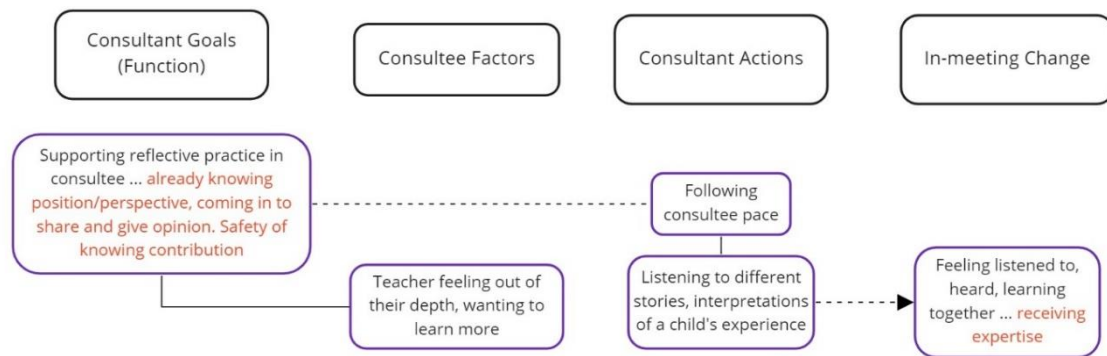 Consultant Goals
(Function)
Consultee Factors
Consultant Actions
In-meeting Change
Supporting reflective practice in
consultee ... already knowing
position/perspective, coming in to
share and give opinion. Safety of
knowing contribution
Following
consultee pace
Teacher feeling out of
their depth, wanting to
learn more
Listening to different
stories, interpretations
of a child's experience
Feeling listened to,
heard, learning
together ... receiving
expertise